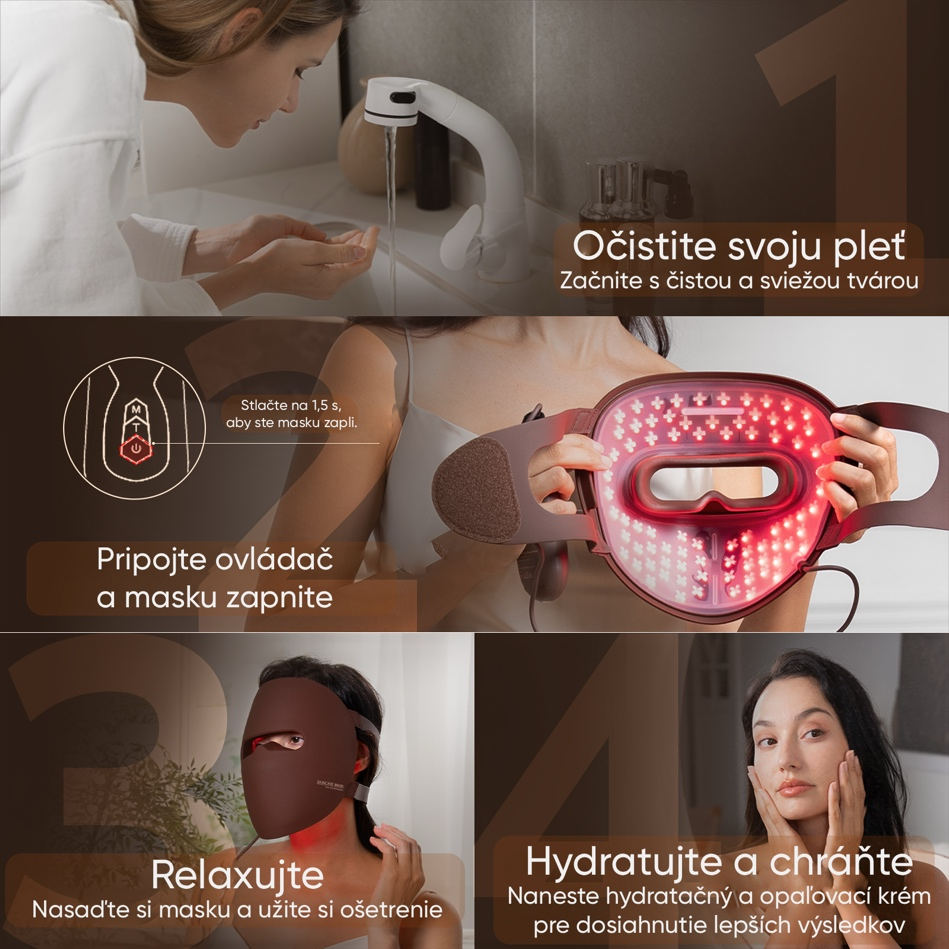 1
Očistite svoju pleť
Začnite s čistou a sviežou tvárou
2
M
T
Stlačte na 1,5 s,
aby ste masku zapli.
Pripojte ovládač
a masku zapnite
3
Relaxujte
Nasaďte si masku a užite si ošetrenie
4
Hydratujte a chráňte
Naneste hydratačný a opaľovací krém
pre dosiahnutie lepších výsledkov